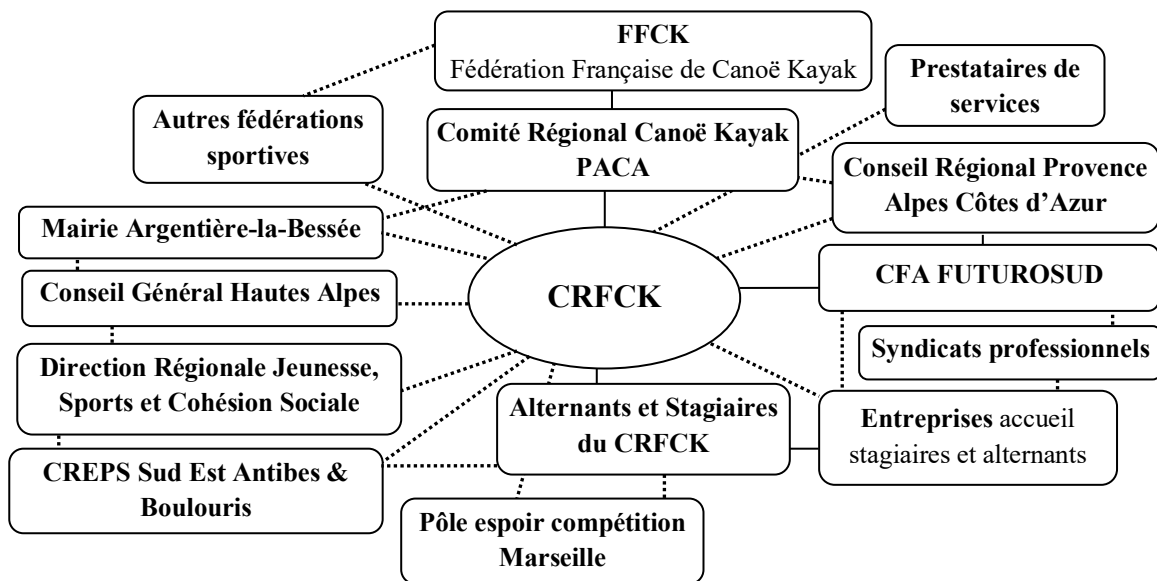 FFCK
Fédération Française de Canoë Kayak
Prestataires de
services
Autres fédérations
sportives
Comité Régional Canoë Kayak
PACA
Conseil Régional Provence
Alpes Côtes d’Azur
Mairie Argentière-la-Bessée
CFA FUTUROSUD
Conseil Général Hautes Alpes
CRFCK
Syndicats professionnels
Direction Régionale Jeunesse,
Sports et Cohésion Sociale
Alternants et Stagiaires
du CRFCK
Entreprises accueil
stagiaires et alternants
CREPS Sud Est Antibes &
Boulouris
Pôle espoir compétition
Marseille